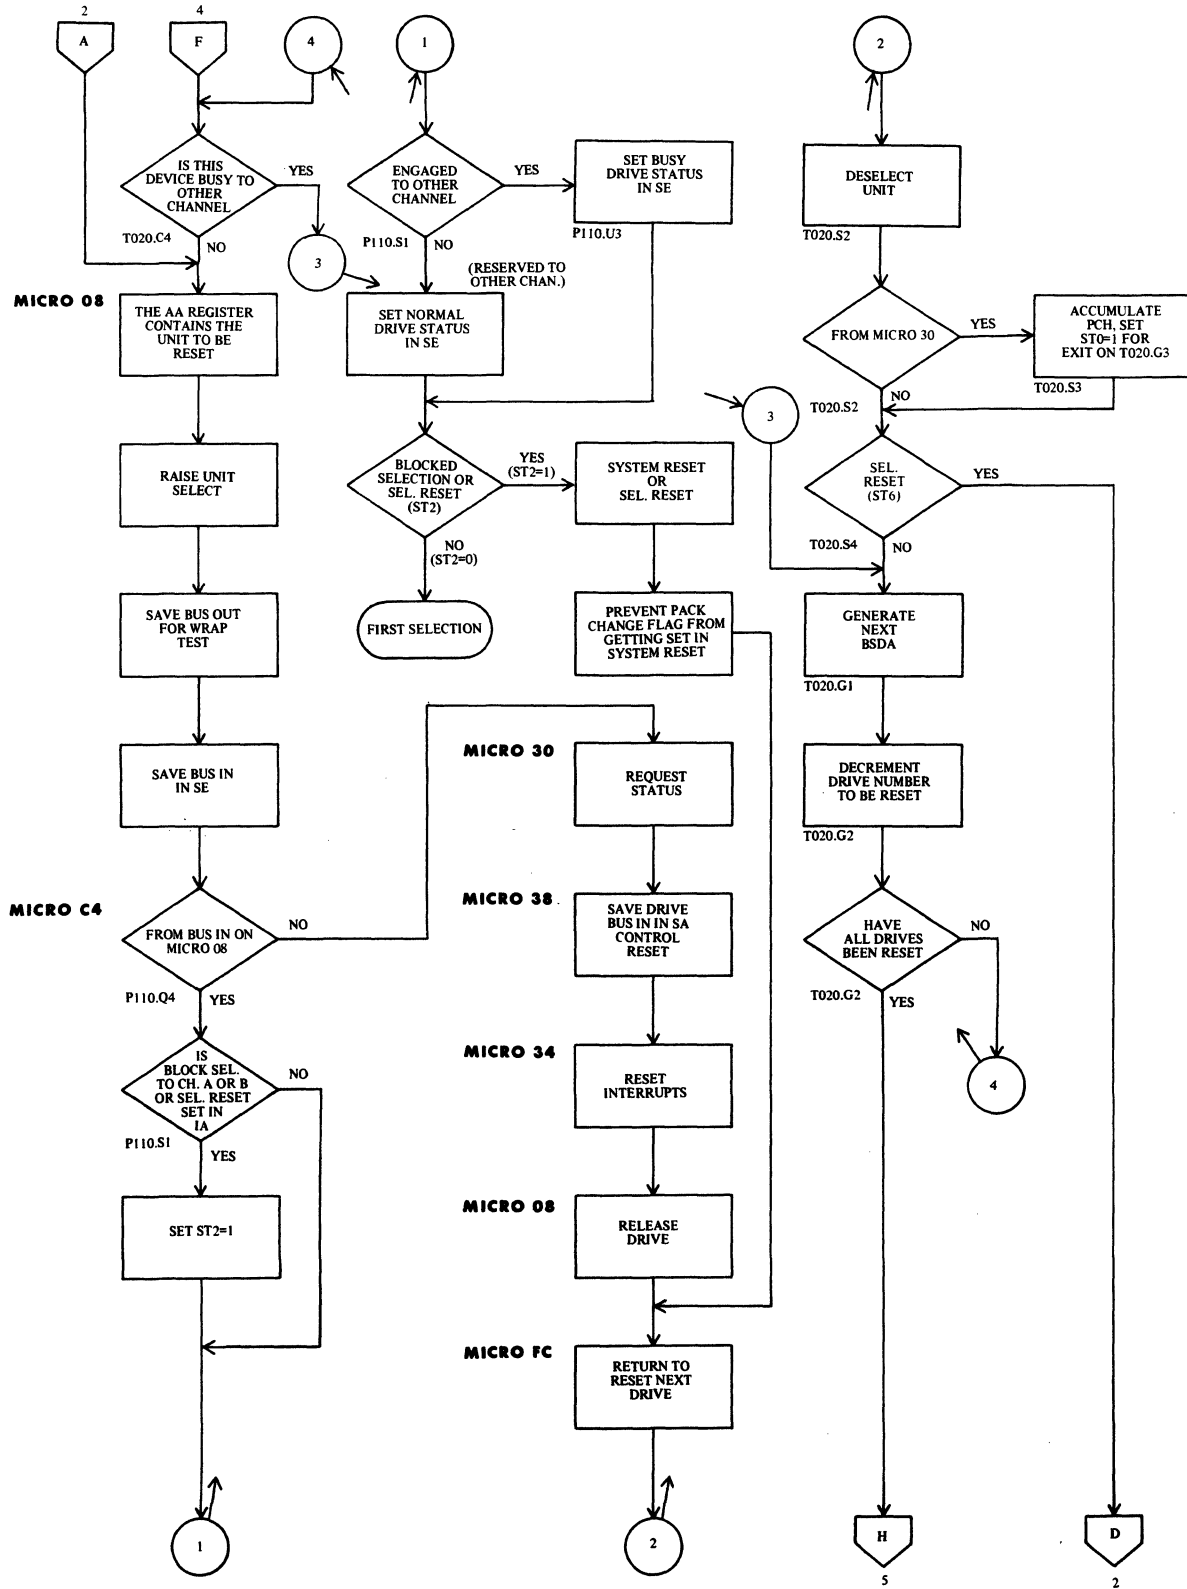 2
A
4
F
4
IS THIS
DEVICE BUSY TO
OTHER
CHANNEL
YES
T020.C4
NO
3
MICRO 08
THE AA REGISTER
CONTAINS THE
UNIT TO BE
RESET
RAISE UNIT
SELECT
SAVE BUS OUT
FOR WRAP
TEST
SAVE BUS IN
IN SE
MICRO C4
FROM BUS IN ON
MICRO 08
NO
P110.Q4
YES
IS
BLOCK SEL.
TO CH. A OR B
OR SEL. RESET
SET IN
IA
NO
P110.S1
YES
SET ST2=1
1
1
ENGAGED
TO OTHER
CHANNEL
YES
P110.S1
NO
SET BUSY
DRIVE STATUS
IN SE
P110.U3
(RESERVED TO
OTHER CHAN.)
SET NORMAL
DRIVE STATUS
IN SE
BLOCKED
SELECTION OR
SEL. RESET
(ST2)
YES
(ST2=1)
NO
(ST2=0)
FIRST SELECTION
SYSTEM RESET
OR
SEL. RESET
PREVENT PACK
CHANGE FLAG FROM
GETTING SET IN
SYSTEM RESET
MICRO 30
REQUEST
STATUS
MICRO 38
SAVE DRIVE
BUS IN IN SA
CONTROL
RESET
MICRO 34
RESET
INTERRUPTS
MICRO 08
RELEASE
DRIVE
MICRO FC
RETURN TO
RESET NEXT
DRIVE
2
2
DESELECT
UNIT
T020.S2
FROM MICRO 30
YES
T020.S2
NO
ACCUMULATE
PCH, SET
ST0=1 FOR
EXIT ON T020.G3
T020.S3
3
SEL.
RESET
(ST6)
YES
T020.S4
NO
GENERATE
NEXT
BSDA
T020.G1
DECREMENT
DRIVE NUMBER
TO BE RESET
T020.G2
HAVE
ALL DRIVES
BEEN RESET
NO
T020.G2
YES
4
H
5
D
2